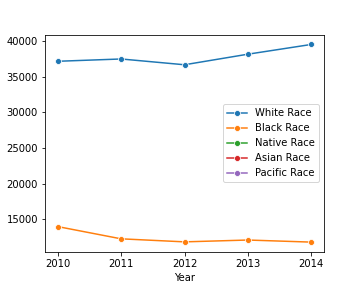 40000
35000
30000
25000
20000
15000
White Race
Black Race
Native Race
Asian Race
Pacific Race
2010 2011 2012 2013 2014
Year